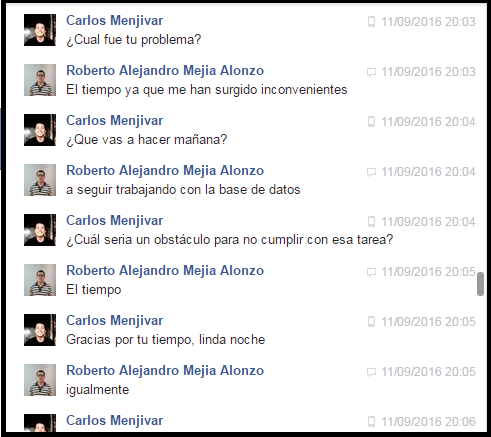 Carlos Menjivar 11/09/2016 20:03
¿Cual fue tu problema?
Roberto Alejandro Mejia Alonzo 11/09/2016 20:03
El tiempo ya que me han surgido inconvenientes
Carlos Menjivar 11/09/2016 20:04
¿Que vas a hacer mañana?
Roberto Alejandro Mejia Alonzo 11/09/2016 20:04
a seguir trabajando con la base de datos
Carlos Menjivar 11/09/2016 20:04
¿Cuál seria un obstáculo para no cumplir con esa tarea?
Roberto Alejandro Mejia Alonzo 11/09/2016 20:05
El tiempo
Carlos Menjivar 11/09/2016 20:05
Gracias por tu tiempo, linda noche
Roberto Alejandro Mejia Alonzo 11/09/2016 20:05
igualmente
Carlos Menjivar 11/09/2016 20:06